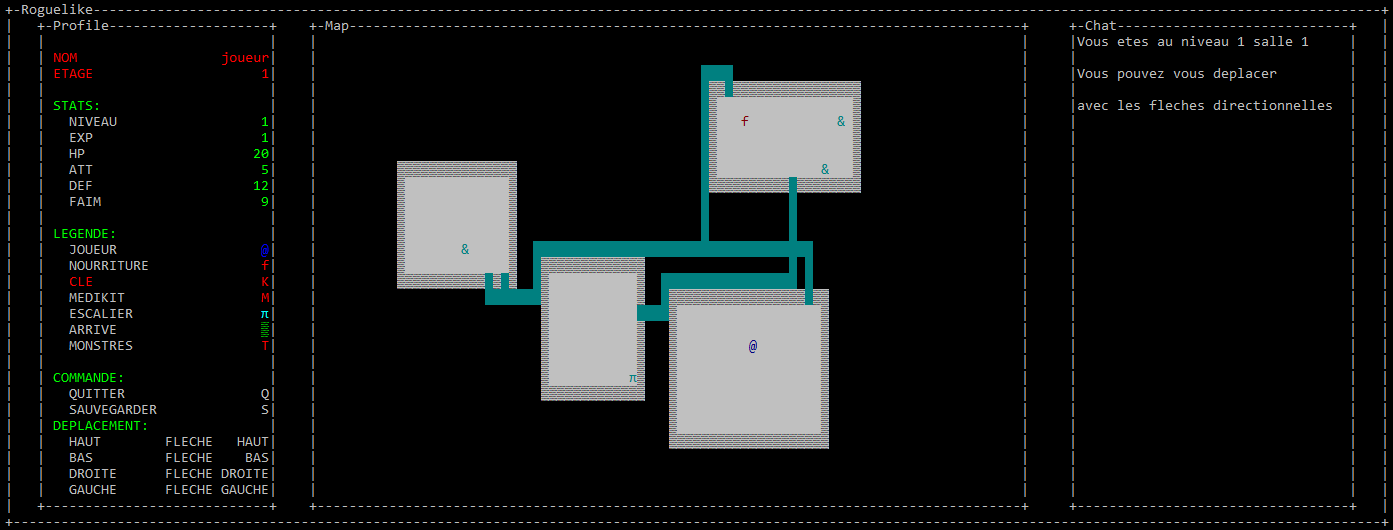 Roguelike
Profile
NOM joueur
ETAGE 1
STATS:
NIVEAU 1
EXP 1
HP 20
ATT 5
DEF 12
FAIM 9
LEGENDE:
JOUEUR @
NOURRITURE f
CLE K
MEDIKIT M
ESCALIER π
ARRIVE ▒
MONSTRES T
COMMANDE:
QUITTER Q
SAUVEGARDER S
DEPLACEMENT:
HAUT FLECHE HAUT
BAS FLECHE BAS
DROITE FLECHE DROITE
GAUCHE FLECHE GAUCHE
Map
f &
&
&
@
π
Chat
Vous etes au niveau 1 salle 1
Vous pouvez vous deplacer
avec les fleches directionnelles